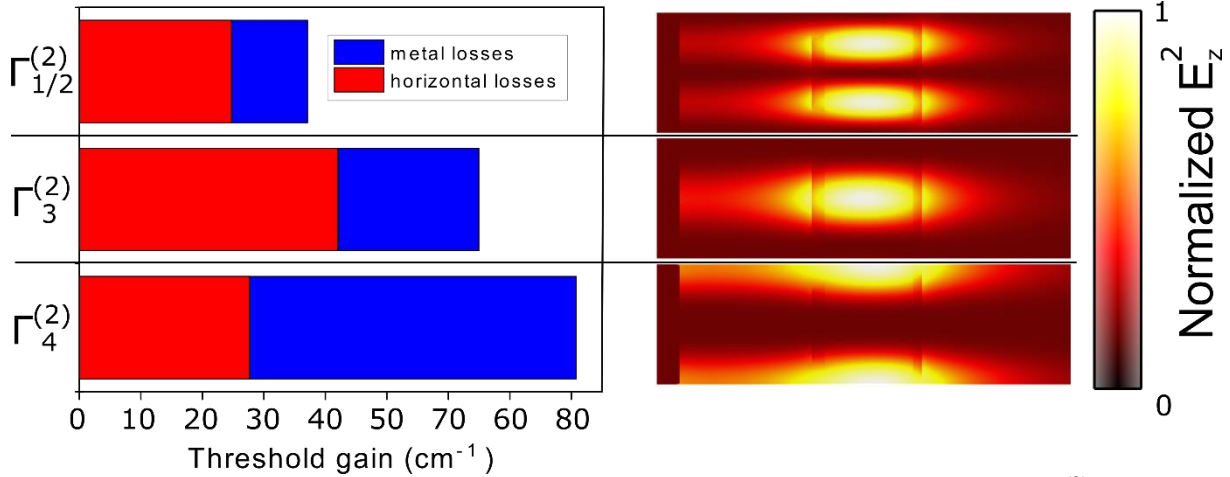 Γ(2)1/2
metal losses
horizontal losses
Γ(2)3
Γ(2)4
0 10 20 30 40 70 60 70 80
Threshold gain (cm-1 )
1
Normalized E2z
0